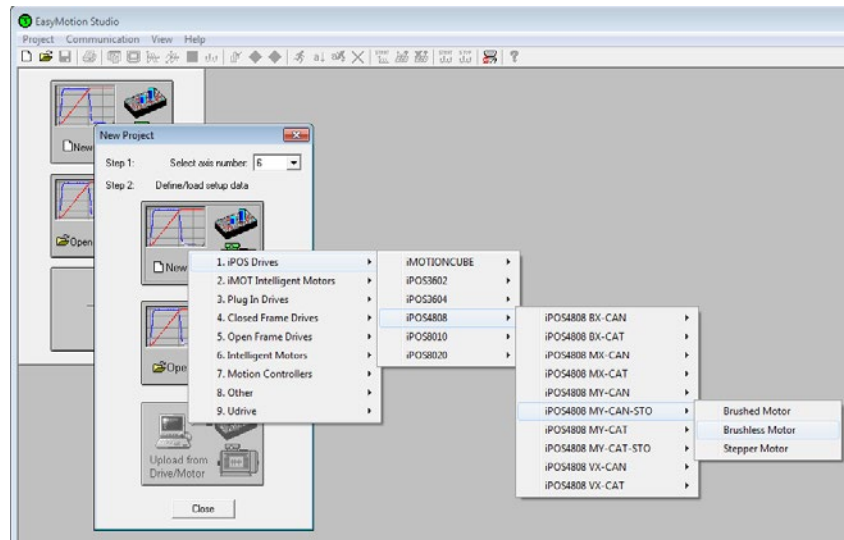 EasyMotion Studio
Project Communication View Help
New
Open
New Project
Step 1: Select axis number: 6
Step 2: Define/load setup data
New
Ope
Upload from
Drive/Motor
Close
1. iPOS Drives
2. iMOT Intelligent Motors
3. Plug In Drives
4. Closed Frame Drives
5. Open Frame Drives
6. Intelligent Motors
7. Motion Controllers
8. Other
9. Udrive
iMOTIONCUBE
iPOS3602
iPOS3604
iPOS4808
iPOS8010
iPOS8020
iPOS4808 BX-CAN
iPOS4808 BX-CAT
iPOS4808 MX-CAN
iPOS4808 MX-CAT
iPOS4808 MY-CAN
iPOS4808 MY-CAN-STO
iPOS4808 MY-CAT
iPOS4808 MY-CAT-STO
iPOS4808 VX-CAN
iPOS4808 VX-CAT
Brushed Motor
Brushless Motor
Stepper Motor